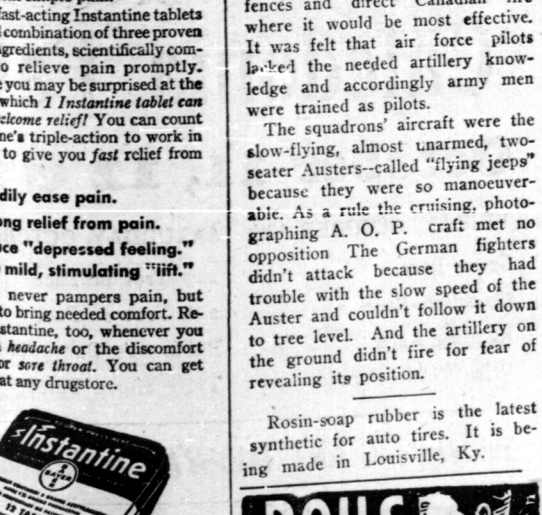 ast-acting Instantine tablets
combination of three proven
gredients, scientifically com-
o relieve pain promptly.
you may be surprised at the
which 1 Instantine tablet can
elcome relief! You can count
ne's triple-action to work in
to give you fast relief from
dily ease pain.
ong relief from pain.
uce "depressed feeling."
mild, stimulating "lift."
never pampers pain, but
to bring needed comfort. Re-
stantine, too, whenever you
headache or the discomfort
or sore throat. You can get
at any drugstore.
Instantine
BAYER
12 TA
fences and direct Canadian fire
where it would be most effective.
It was felt that air force pilots
lacked the needed artillery know-
ledge and accordingly army men
were trained as pilots.
The squadrons' aircraft were the
slow-flying, almost unarmed, two-
seater Austers--called "flying jeeps"
because they were so manoeuver-
able. As a rule the cruising, photo-
graphing A. O. P. craft met no
opposition The German fighters
didn't attack because they had
trouble with the slow speed of the
Auster and couldn't follow it down
to tree level. And the artillery on
the ground didn't fire for fear of
revealing its position.
Rosin-soap rubber is the latest
synthetic for auto tires. It is be-
ing made in Louisville, Ky.